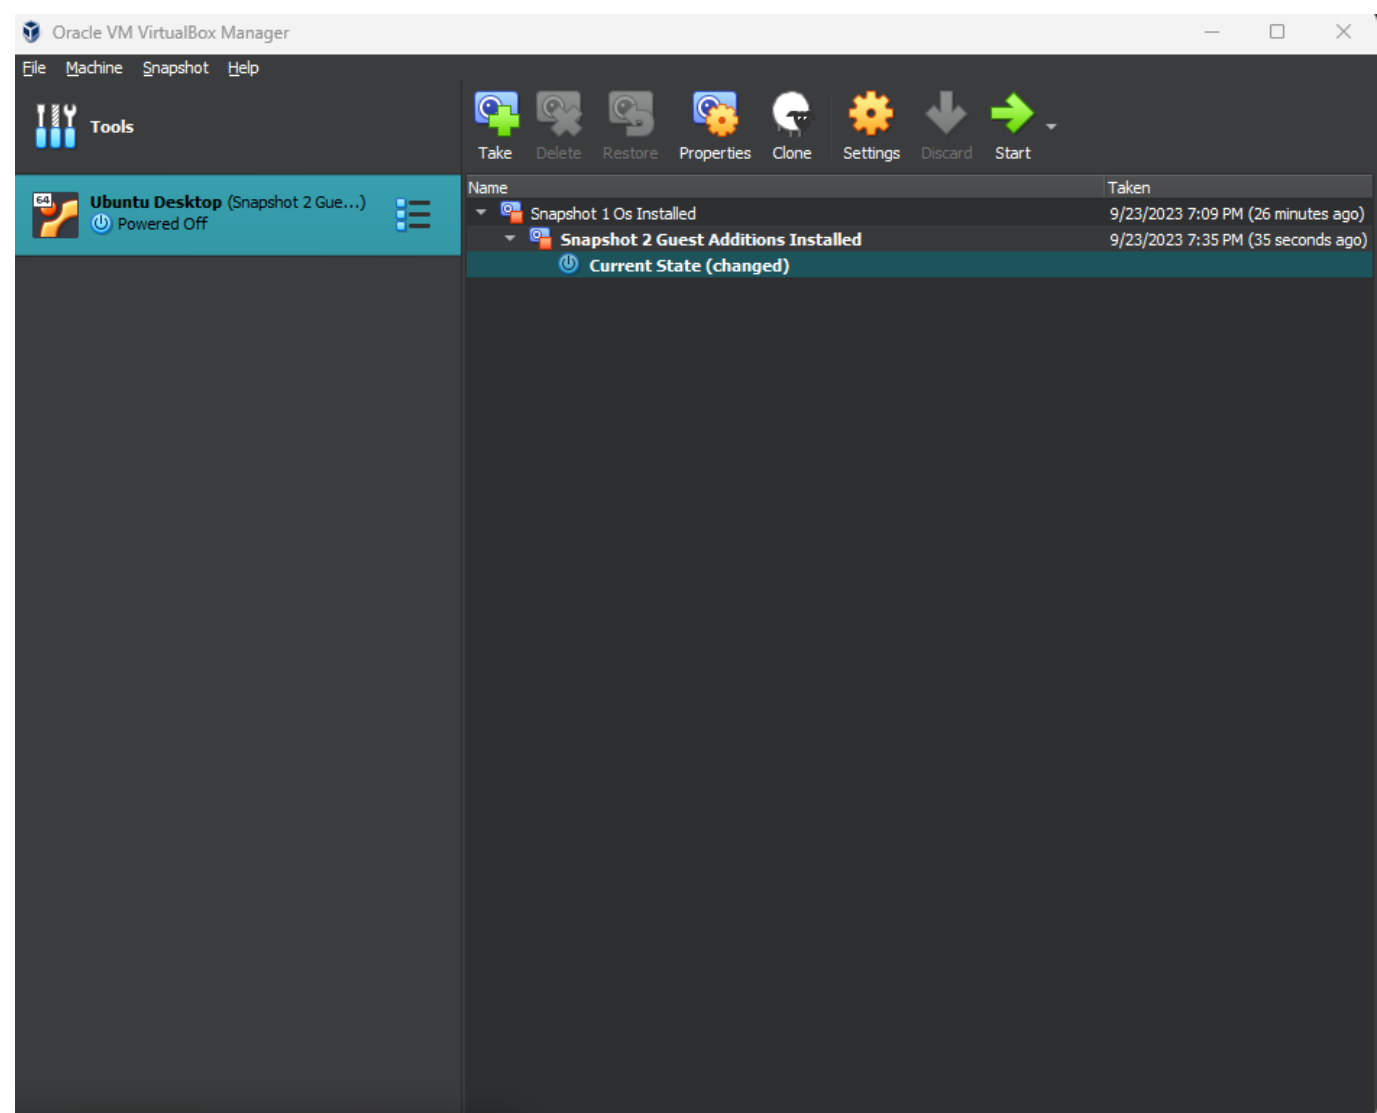 Oracle VM VirtualBox Manager
File Machine Snapshot Help
Tools
Take Delete Restore Properties Clone Settings Discard Start
64
Ubuntu Desktop (Snapshot 2 Gue...)
Powered Off
Name Taken
Snapshot 1 Os Installed 9/23/2023 7:09 PM (26 minutes ago)
Snapshot 2 Guest Additions Installed 9/23/2023 7:35 PM (35 seconds ago)
Current State (changed)